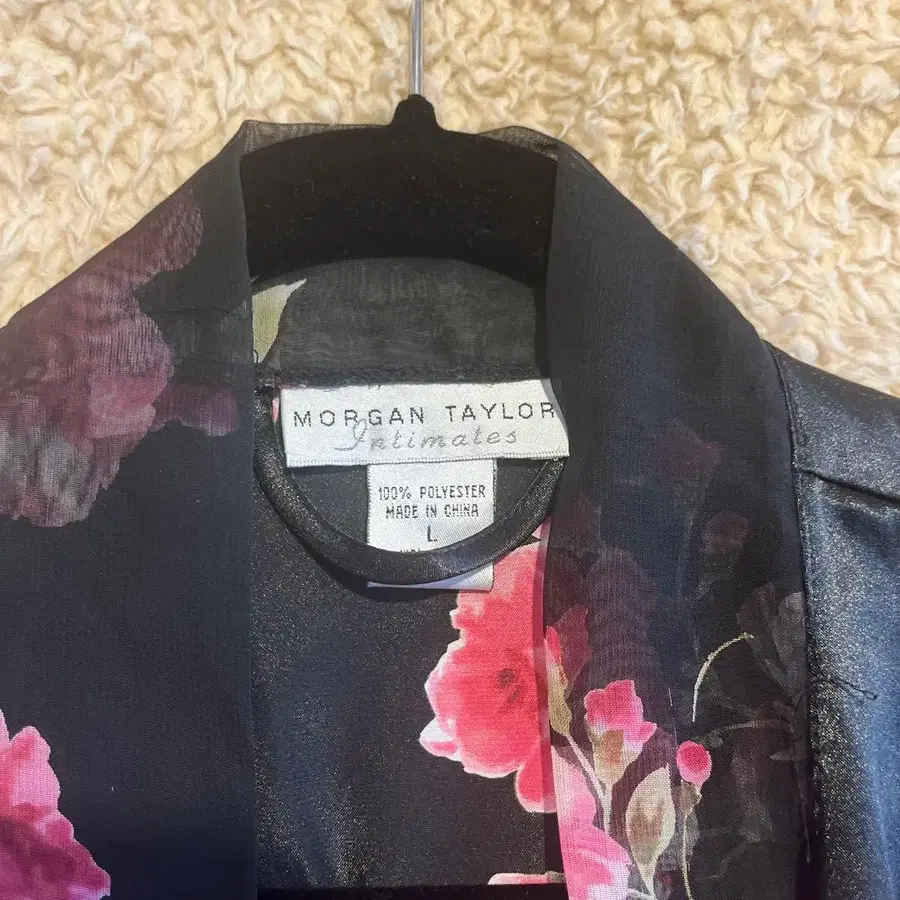 MORGAN TAYLOR
Intimates
100% POLYESTER
MADE IN CHINA
L